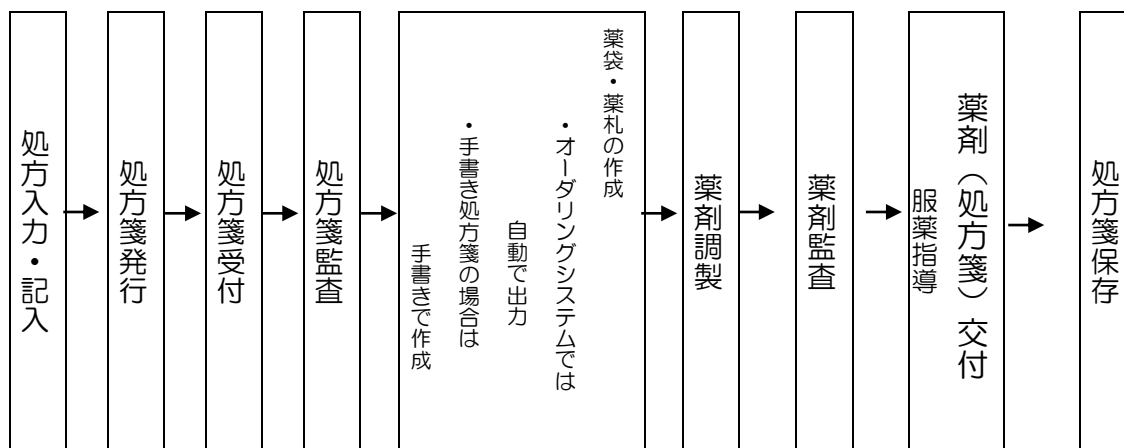 処方入力・記入
処方箋発行
処方箋受付
処方箋監査
薬袋・薬札の作成
・オーダリングシステムでは
自動で出力
・手書き処方箋の場合は
手書きで作成
薬剤調製
薬剤監査
薬剤（処方箋）交付
服薬指導
処方箋保存